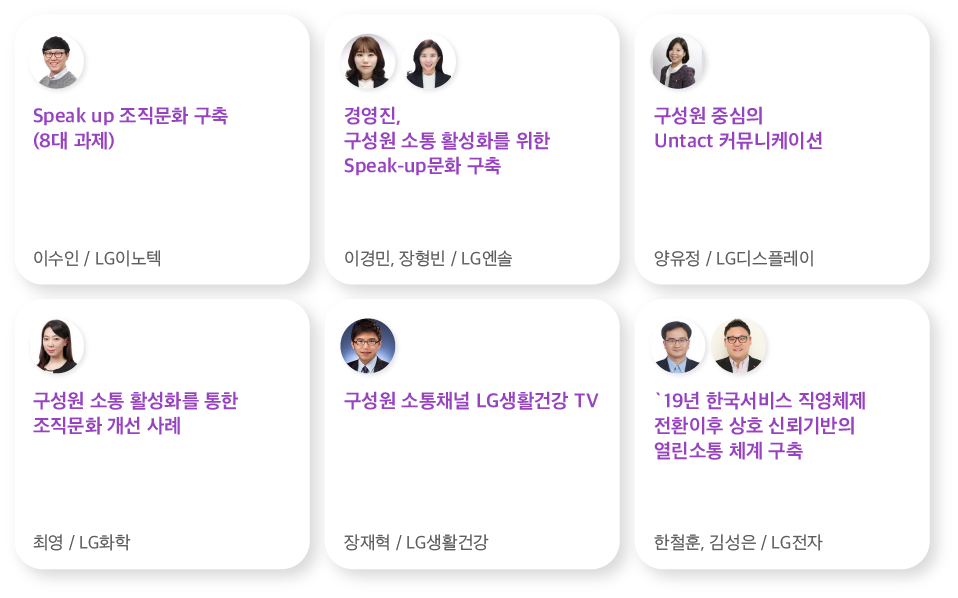 Speak up 조직문화 구축
(8대 과제)
이수인 / LG이노텍
경영진,
구성원 소통 활성화를 위한
Speak-up문화 구축
이경민, 장형빈 / LG엔솔
구성원 중심의
Untact 커뮤니케이션
양유정 / LG디스플레이
구성원 소통 활성화를 통한
조직문화 개선 사례
최영 / LG화학
구성원 소통채널 LG생활건강 TV
장재혁 / LG생활건강
`19년 한국서비스 직영체제
전환이후 상호 신뢰기반의
열린소통 체계 구축
한철훈, 김성은 / LG전자